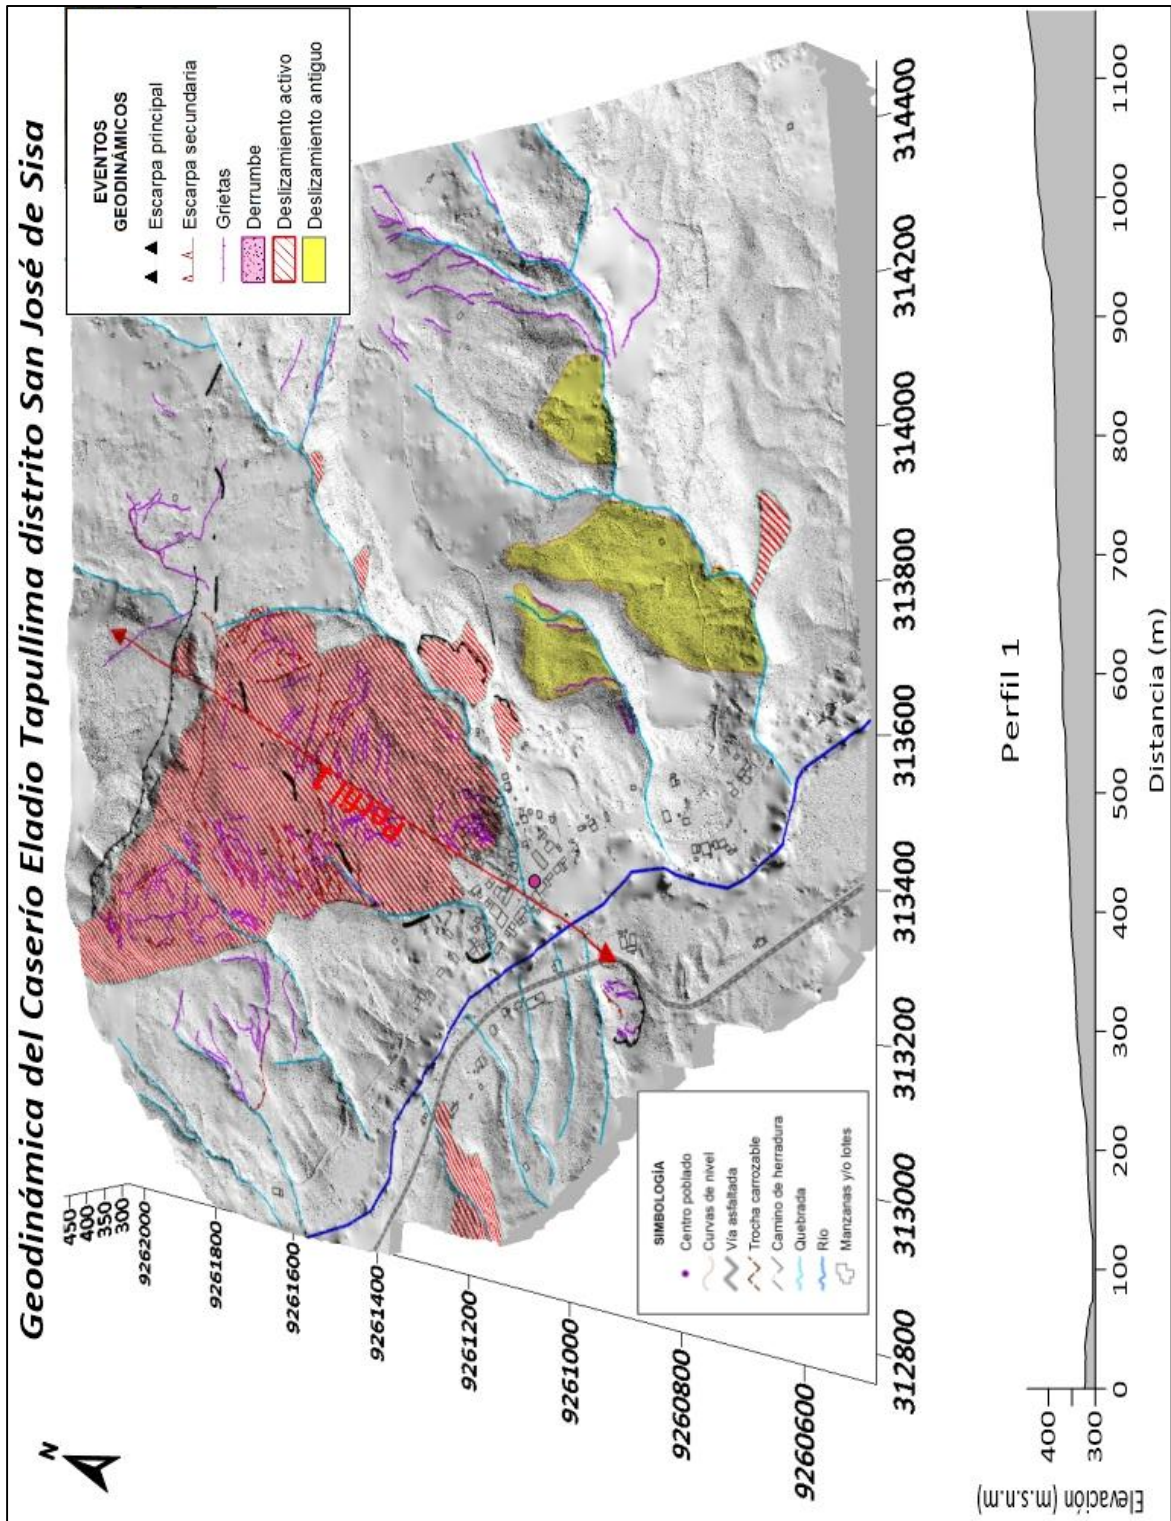 Geodinámica del Caserío Eladio Tapullima distrito San José de Sisa
N
EVENTOS
GEODINÁMICOS
Escarpa principal
Escarpa secundaria
Grietas
Derrumbe
Deslizamiento activo
Deslizamiento antiguo
450
400
350
300
9262000
9261800
9261600
9261400
9261200
9261000
9260800
9260600
Perfil 1
SIMBOLOGÍA
Centro poblado
Curvas de nivel
Vía asfaltada
Trocha carrozable
Camino de herradura
Quebrada
Río
Manzanas y/o lotes
312800
313000
313200
313400
313600
313800
314000
314200
314400
Perfil 1
Elevación (m.s.n.m)
400
300
0
100
200
300
400
500
600
700
800
900
1000
1100
Distancia (m)